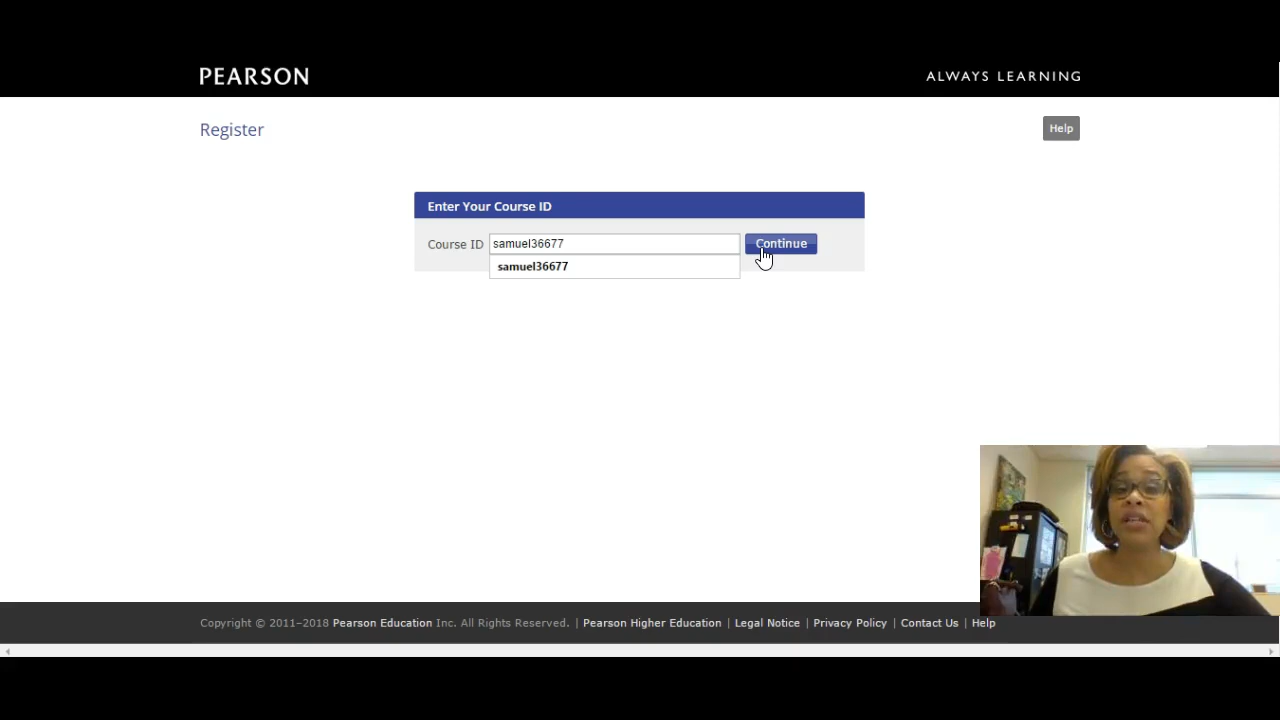 PEARSON
ALWAYS LEARNING
Register
Help
Enter Your Course ID
Course ID samuel36677 Continue
samuel36677
Copyright © 2011–2018 Pearson Education Inc. All Rights Reserved. | Pearson Higher Education | Legal Notice | Privacy Policy | Contact Us | Help